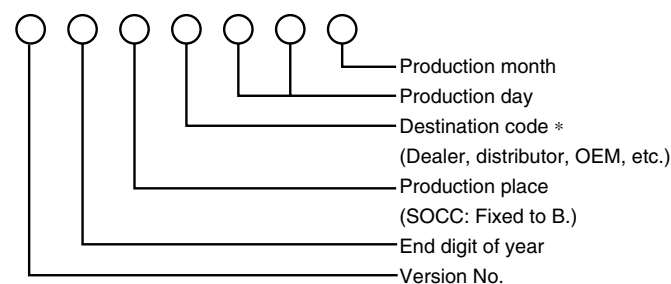 Production month
Production day
Destination code *
(Dealer, distributor, OEM, etc.)
Production place
(SOCC: Fixed to B.)
End digit of year
Version No.